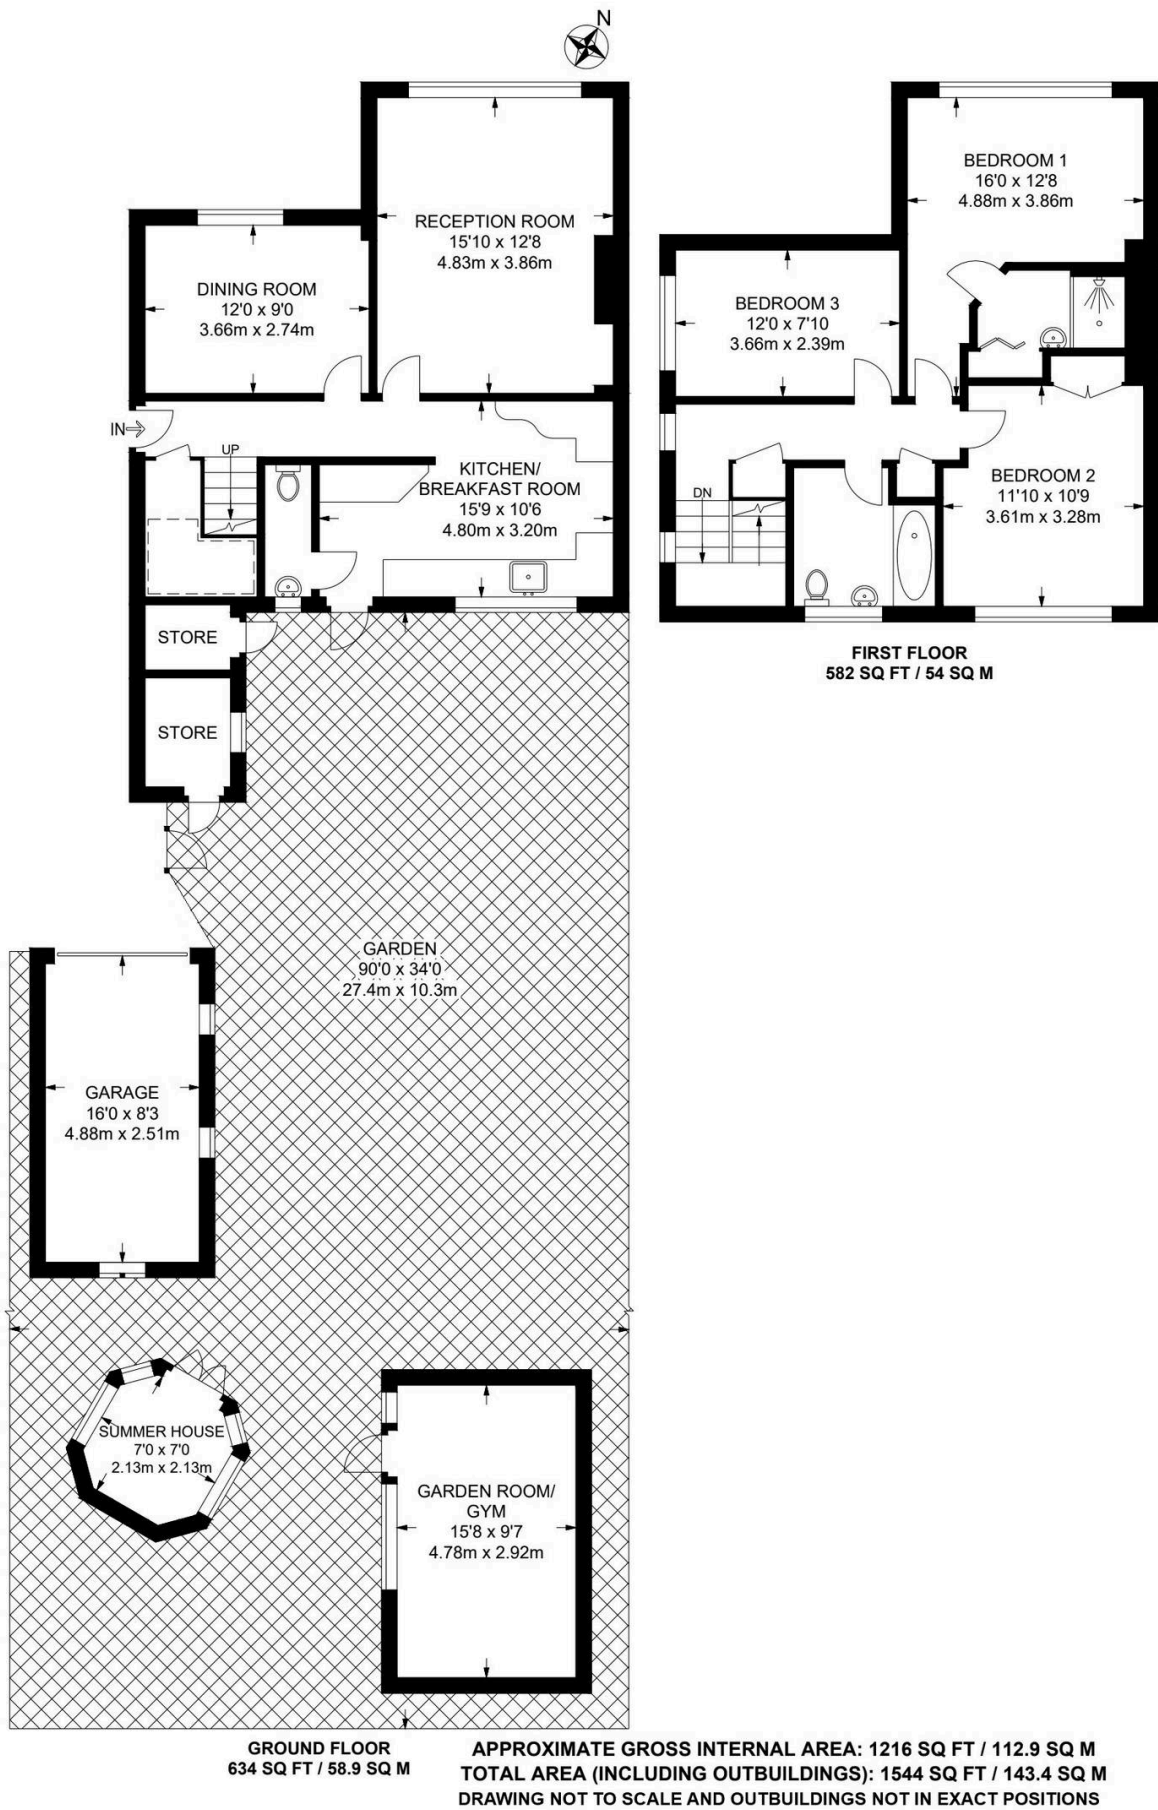 N
RECEPTION ROOM
15'10 x 12'8
4.83m x 3.86m
DINING ROOM
12'0 x 9'0
3.66m x 2.74m
IN
UP
KITCHEN/
BREAKFAST ROOM
15'9 x 10'6
4.80m x 3.20m
STORE
STORE
BEDROOM 1
16'0 x 12'8
4.88m x 3.86m
BEDROOM 3
12'0 x 7'10
3.66m x 2.39m
BEDROOM 2
11'10 x 10'9
3.61m x 3.28m
DN
FIRST FLOOR
582 SQ FT / 54 SQ M
GARDEN
90'0 x 34'0
27.4m x 10.3m
GARAGE
16'0 x 8'3
4.88m x 2.51m
SUMMER HOUSE
7'0 x 7'0
2.13m x 2.13m
GARDEN ROOM/
GYM
15'8 x 9'7
4.78m x 2.92m
GROUND FLOOR
634 SQ FT / 58.9 SQ M
APPROXIMATE GROSS INTERNAL AREA: 1216 SQ FT / 112.9 SQ M
TOTAL AREA (INCLUDING OUTBUILDINGS): 1544 SQ FT / 143.4 SQ M
DRAWING NOT TO SCALE AND OUTBUILDINGS NOT IN EXACT POSITIONS